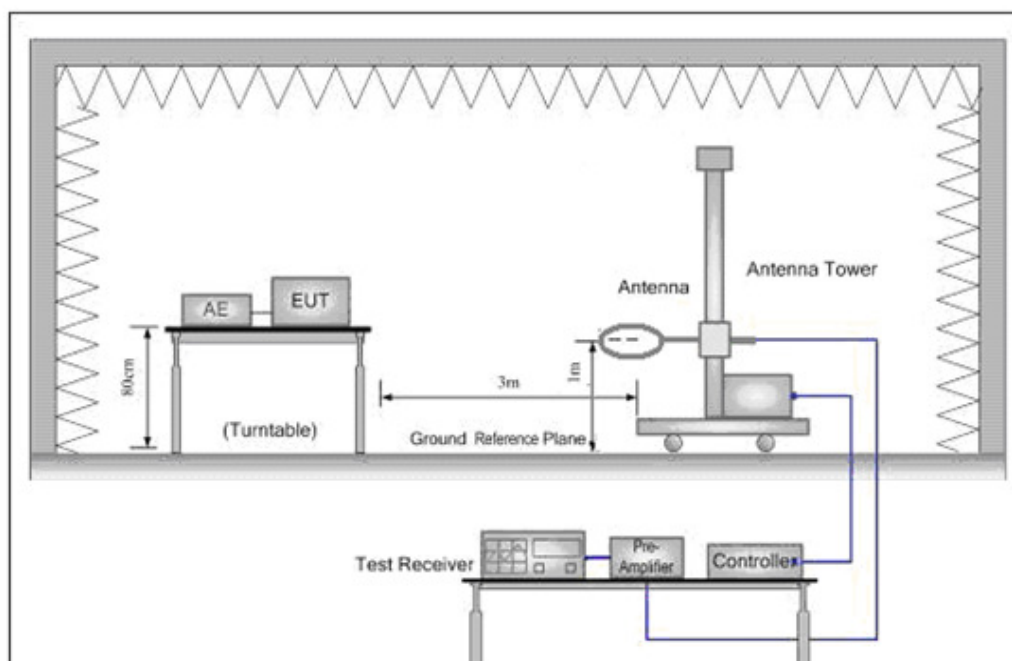 Antenna Tower
Antenna
AE
EUT
80cm
3m
1m
(Turntable)
Ground Reference Plane
Test Receiver
Pre-
Amplifier
Controller